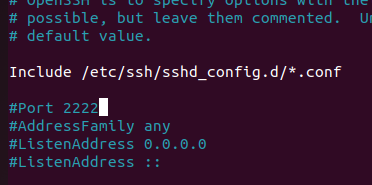 # OpenSSH is to specify options with the
# possible, but leave them commented. Un
# default value.
Include /etc/ssh/sshd_config.d/*.conf
#Port 2222
#AddressFamily any
#ListenAddress 0.0.0.0
#ListenAddress ::